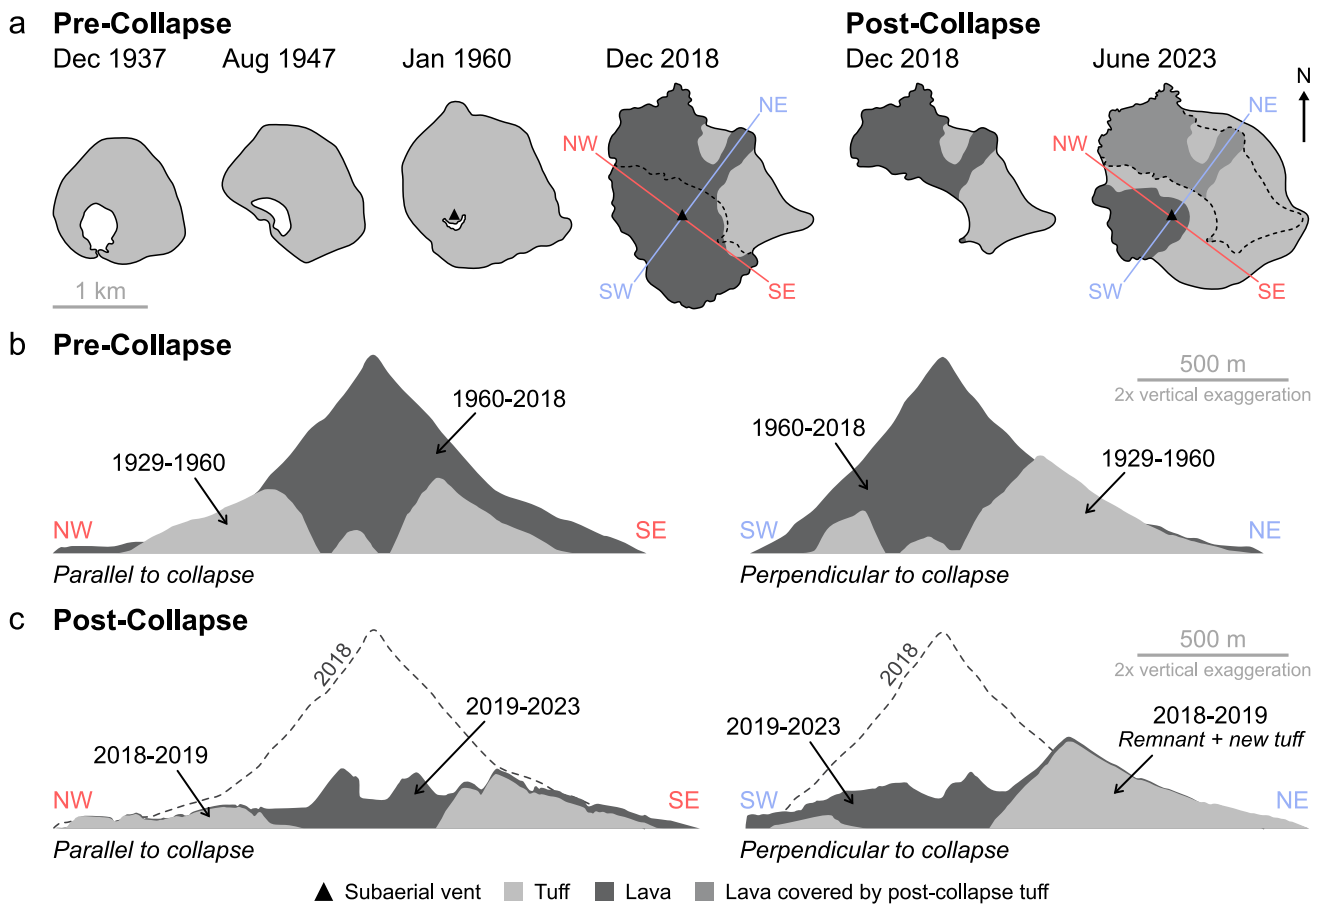 a Pre-Collapse
Post-Collapse
Dec 1937
Aug 1947
Jan 1960
Dec 2018
Dec 2018
June 2023
N
NE
NW
SW
SE
NE
NW
SW
SE
1 km
b Pre-Collapse
500 m
2x vertical exaggeration
1960-2018
1929-1960
NW
SE
Parallel to collapse
1960-2018
1929-1960
SW
NE
Perpendicular to collapse
c Post-Collapse
500 m
2x vertical exaggeration
2018
2019-2023
2018-2019
NW
SE
Parallel to collapse
2018
2019-2023
2018-2019
Remnant + new tuff
SW
NE
Perpendicular to collapse
Subaerial vent
Tuff
Lava
Lava covered by post-collapse tuff